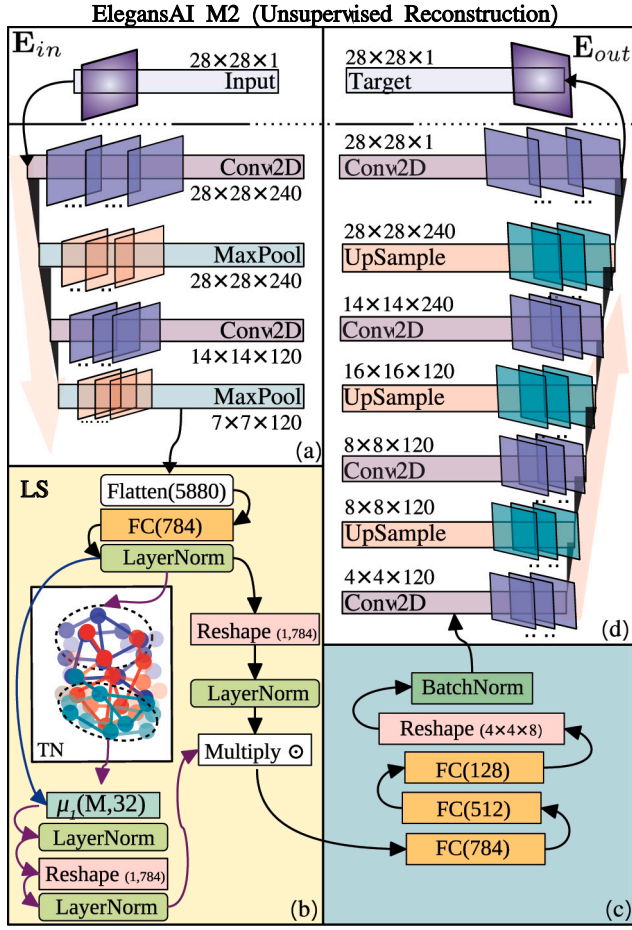 ElegansAI M2 (Unsupervised Reconstruction)
E_in
28×28×1
Input
Conv2D
28×28×240
MaxPool
28×28×240
Conv2D
14×14×120
MaxPool
7×7×120
(a)
E_out
28×28×1
Target
28×28×1
Conv2D
28×28×240
UpSample
14×14×240
Conv2D
16×16×120
UpSample
8×8×120
Conv2D
8×8×120
UpSample
4×4×120
Conv2D
(d)
LS
Flatten(5880)
FC(784)
LayerNorm
TN
Reshape (1,784)
LayerNorm
Multiply ⊙
μ₁(M,32)
LayerNorm
Reshape (1,784)
LayerNorm
(b)
BatchNorm
Reshape (4×4×8)
FC(128)
FC(512)
FC(784)
(c)